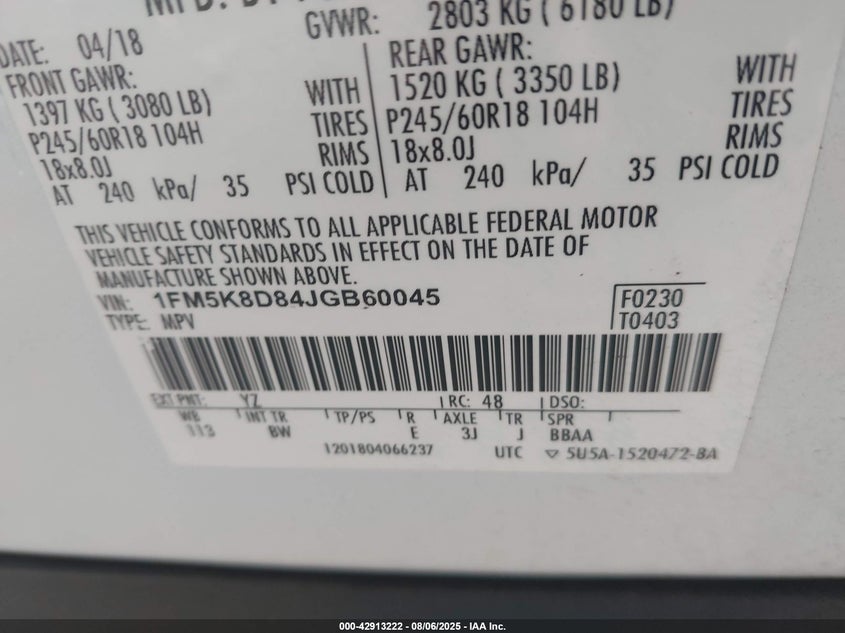 MFD. BY
GVWR: 2803 KG ( 6180 LB)
DATE: 04/18
FRONT GAWR:
1397 KG ( 3080 LB) WITH
P245/60R18 104H TIRES
18x8.0J RIMS
AT 240 kPa/ 35 PSI COLD
REAR GAWR:
1520 KG ( 3350 LB) WITH
P245/60R18 104H TIRES
18x8.0J RIMS
AT 240 kPa/ 35 PSI COLD
THIS VEHICLE CONFORMS TO ALL APPLICABLE FEDERAL MOTOR
VEHICLE SAFETY STANDARDS IN EFFECT ON THE DATE OF
MANUFACTURE SHOWN ABOVE.
VIN: 1FM5K8D84JGB60045
TYPE: MPV
F0230
T0403
EXT PNT: YZ RC: 48 DSO:
WB INT TR TP/PS R AXLE TR SPR
113 BW E 3J J BBAA
1201804066237 UTC ▽ 5U5A-1520472-BA
000-42913222 - 08/06/2025 - IAA Inc.